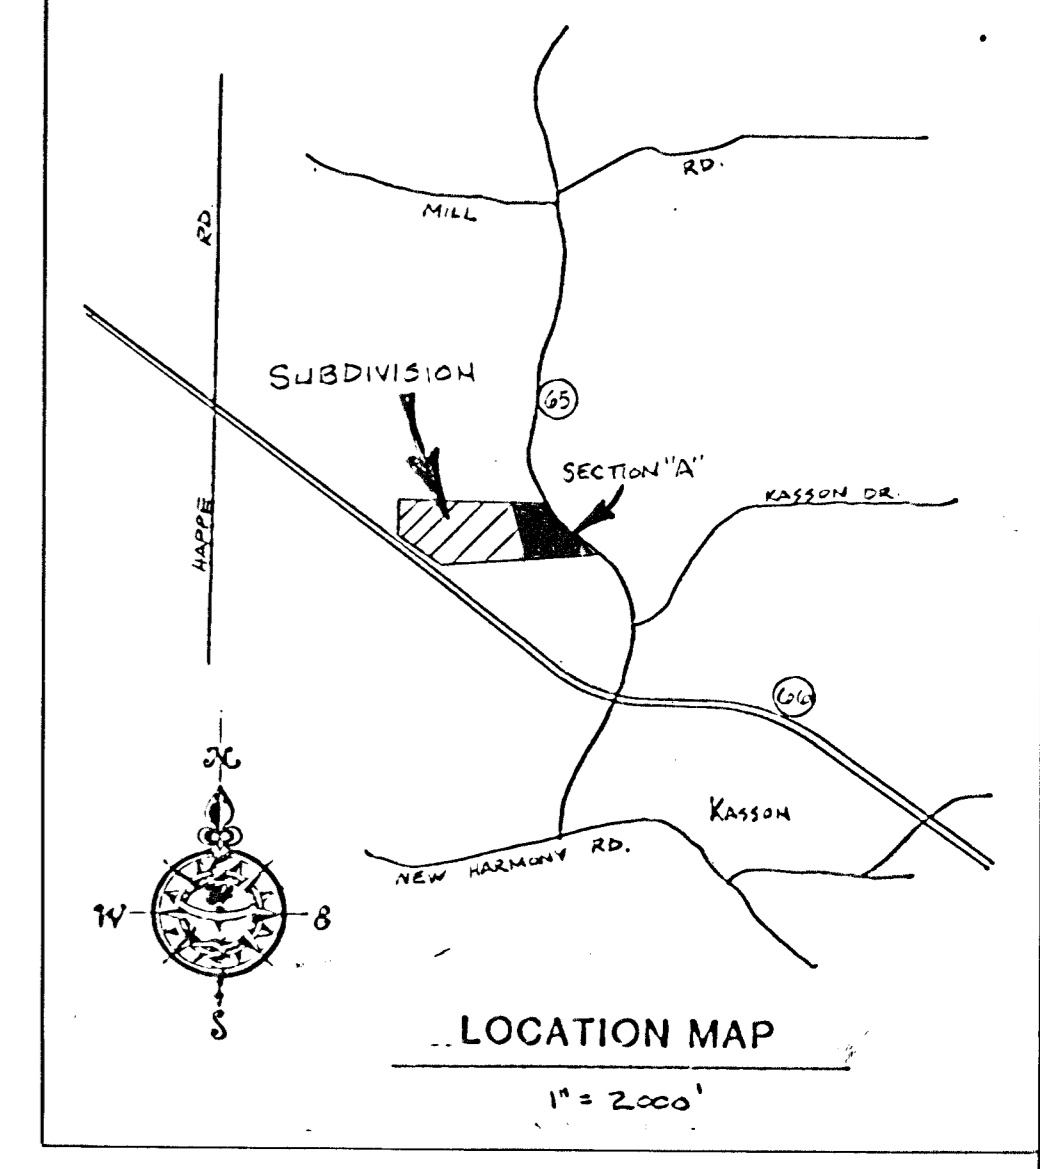 RD.
MILL
RD.
SUBDIVISION
65
SECTION "A"
KASSON DR.
HAPPE
66
N
KASSON
NEW HARMONY RD.
W
E
S
LOCATION MAP
1" = 2000'